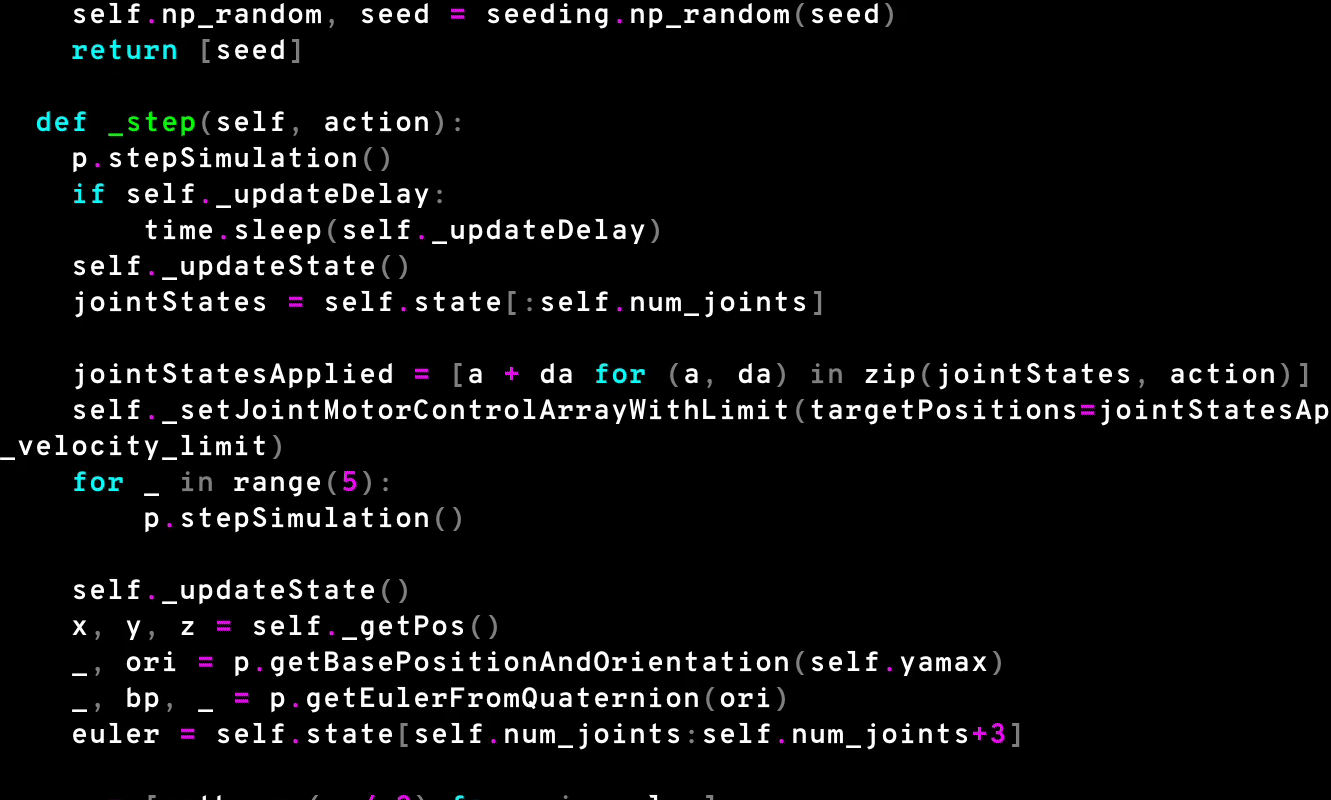 self.np_random, seed = seeding.np_random(seed)
return [seed]
def _step(self, action):
p.stepSimulation()
if self._updateDelay:
time.sleep(self._updateDelay)
self._updateState()
jointStates = self.state[:self.num_joints]
jointStatesApplied = [a + da for (a, da) in zip(jointStates, action)]
self._setJointMotorControlArrayWithLimit(targetPositions=jointStatesAp
_velocity_limit)
for _ in range(5):
p.stepSimulation()
self._updateState()
x, y, z = self._getPos()
_, ori = p.getBasePositionAndOrientation(self.yamax)
_, bp, _ = p.getEulerFromQuaternion(ori)
euler = self.state[self.num_joints:self.num_joints+3]